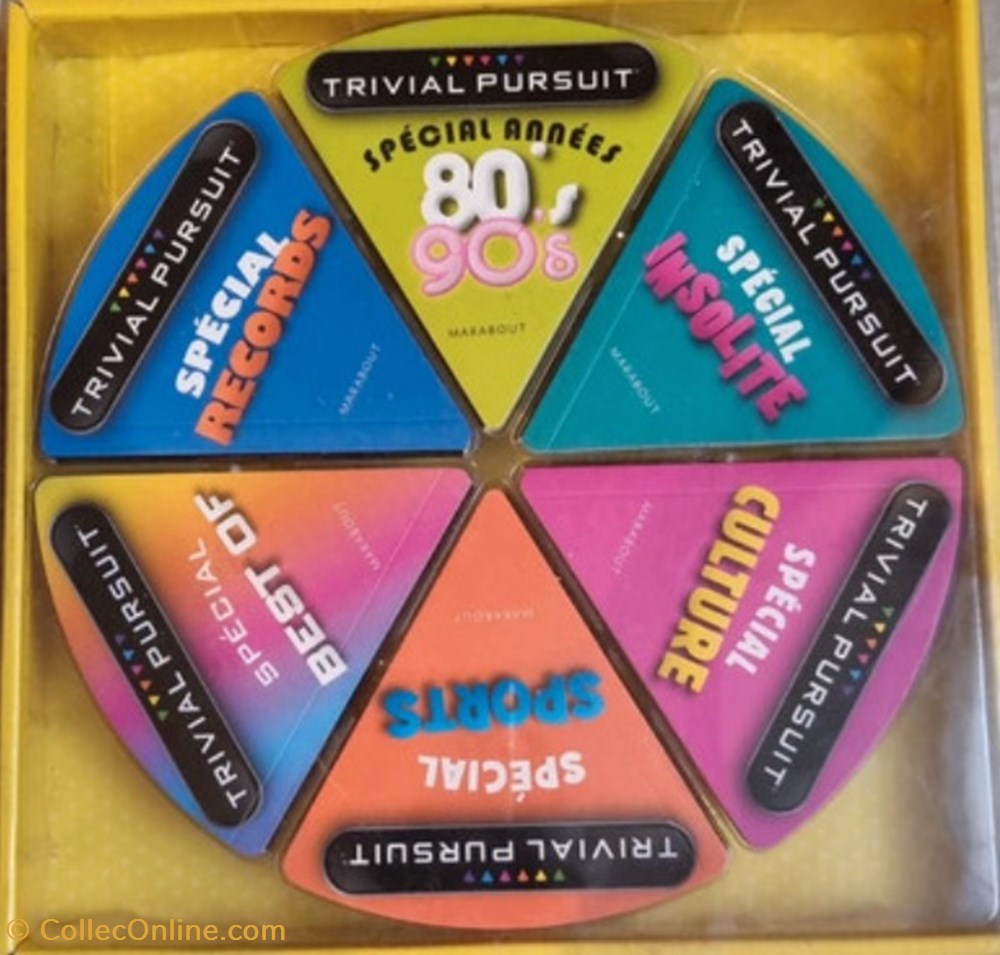 TRIVIAL PURSUIT
SPÉCIAL ANNÉES
80's
90's
MARABOUT
TRIVIAL PURSUIT
SPÉCIAL
INSOLITE
MARABOUT
TRIVIAL PURSUIT
SPÉCIAL
CULTURE
MARABOUT
TRIVIAL PURSUIT
SPÉCIAL
SPORTS
MARABOUT
TRIVIAL PURSUIT
SPÉCIAL
BEST OF
MARABOUT
TRIVIAL PURSUIT
SPÉCIAL
RECORDS
MARABOUT
© CollecOnline.com